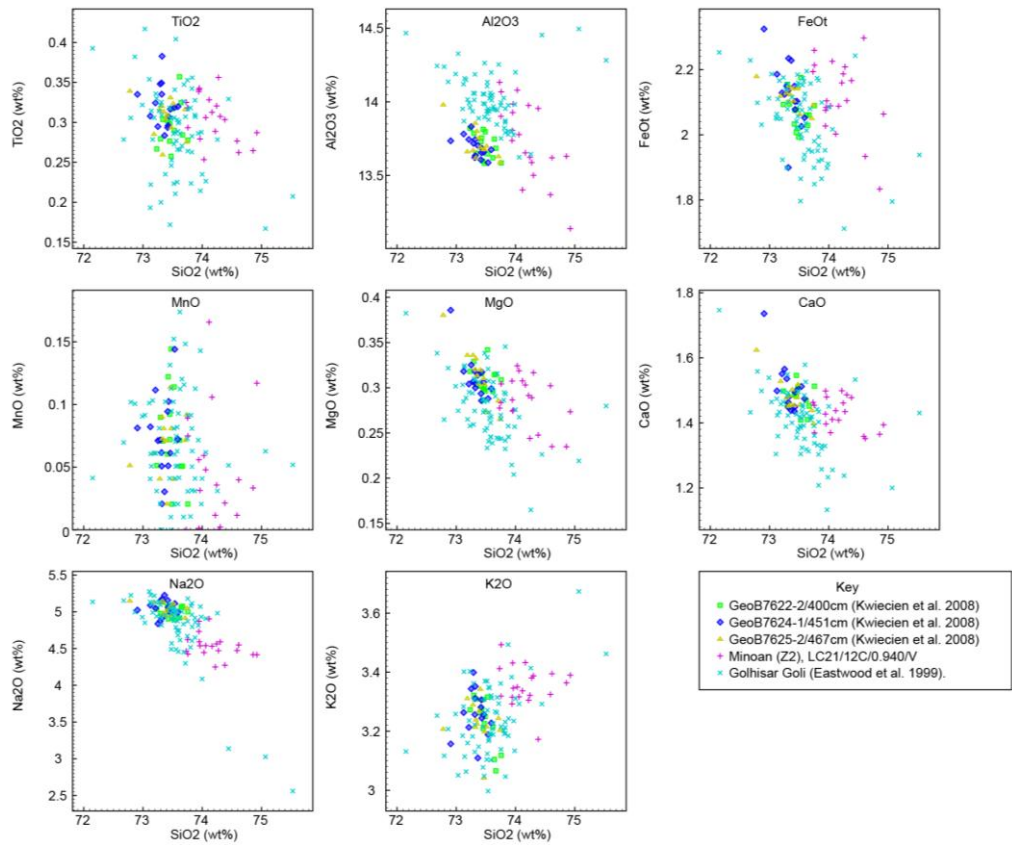 TiO2
0.4
0.35
0.3
0.25
0.2
0.15
TiO2 (wt%)
72 73 74 75
SiO2 (wt%)
Al2O3
14.5
14
13.5
Al2O3 (wt%)
72 73 74 75
SiO2 (wt%)
FeOt
2.2
2
1.8
FeOt (wt%)
72 73 74 75
SiO2 (wt%)
MnO
0.15
0.1
0.05
0
MnO (wt%)
72 73 74 75
SiO2 (wt%)
MgO
0.4
0.35
0.3
0.25
0.2
0.15
MgO (wt%)
72 73 74 75
SiO2 (wt%)
CaO
1.8
1.6
1.4
1.2
CaO (wt%)
72 73 74 75
SiO2 (wt%)
Na2O
5.5
5
4.5
4
3.5
3
2.5
Na2O (wt%)
72 73 74 75
SiO2 (wt%)
K2O
3.6
3.4
3.2
3
K2O (wt%)
72 73 74 75
SiO2 (wt%)
Key
GeoB7622-2/400cm (Kwiecien et al. 2008)
GeoB7624-1/451cm (Kwiecien et al. 2008)
GeoB7625-2/467cm (Kwiecien et al. 2008)
Minoan (Z2), LC21/12C/0.940/V
Golhisar Goli (Eastwood et al. 1999).